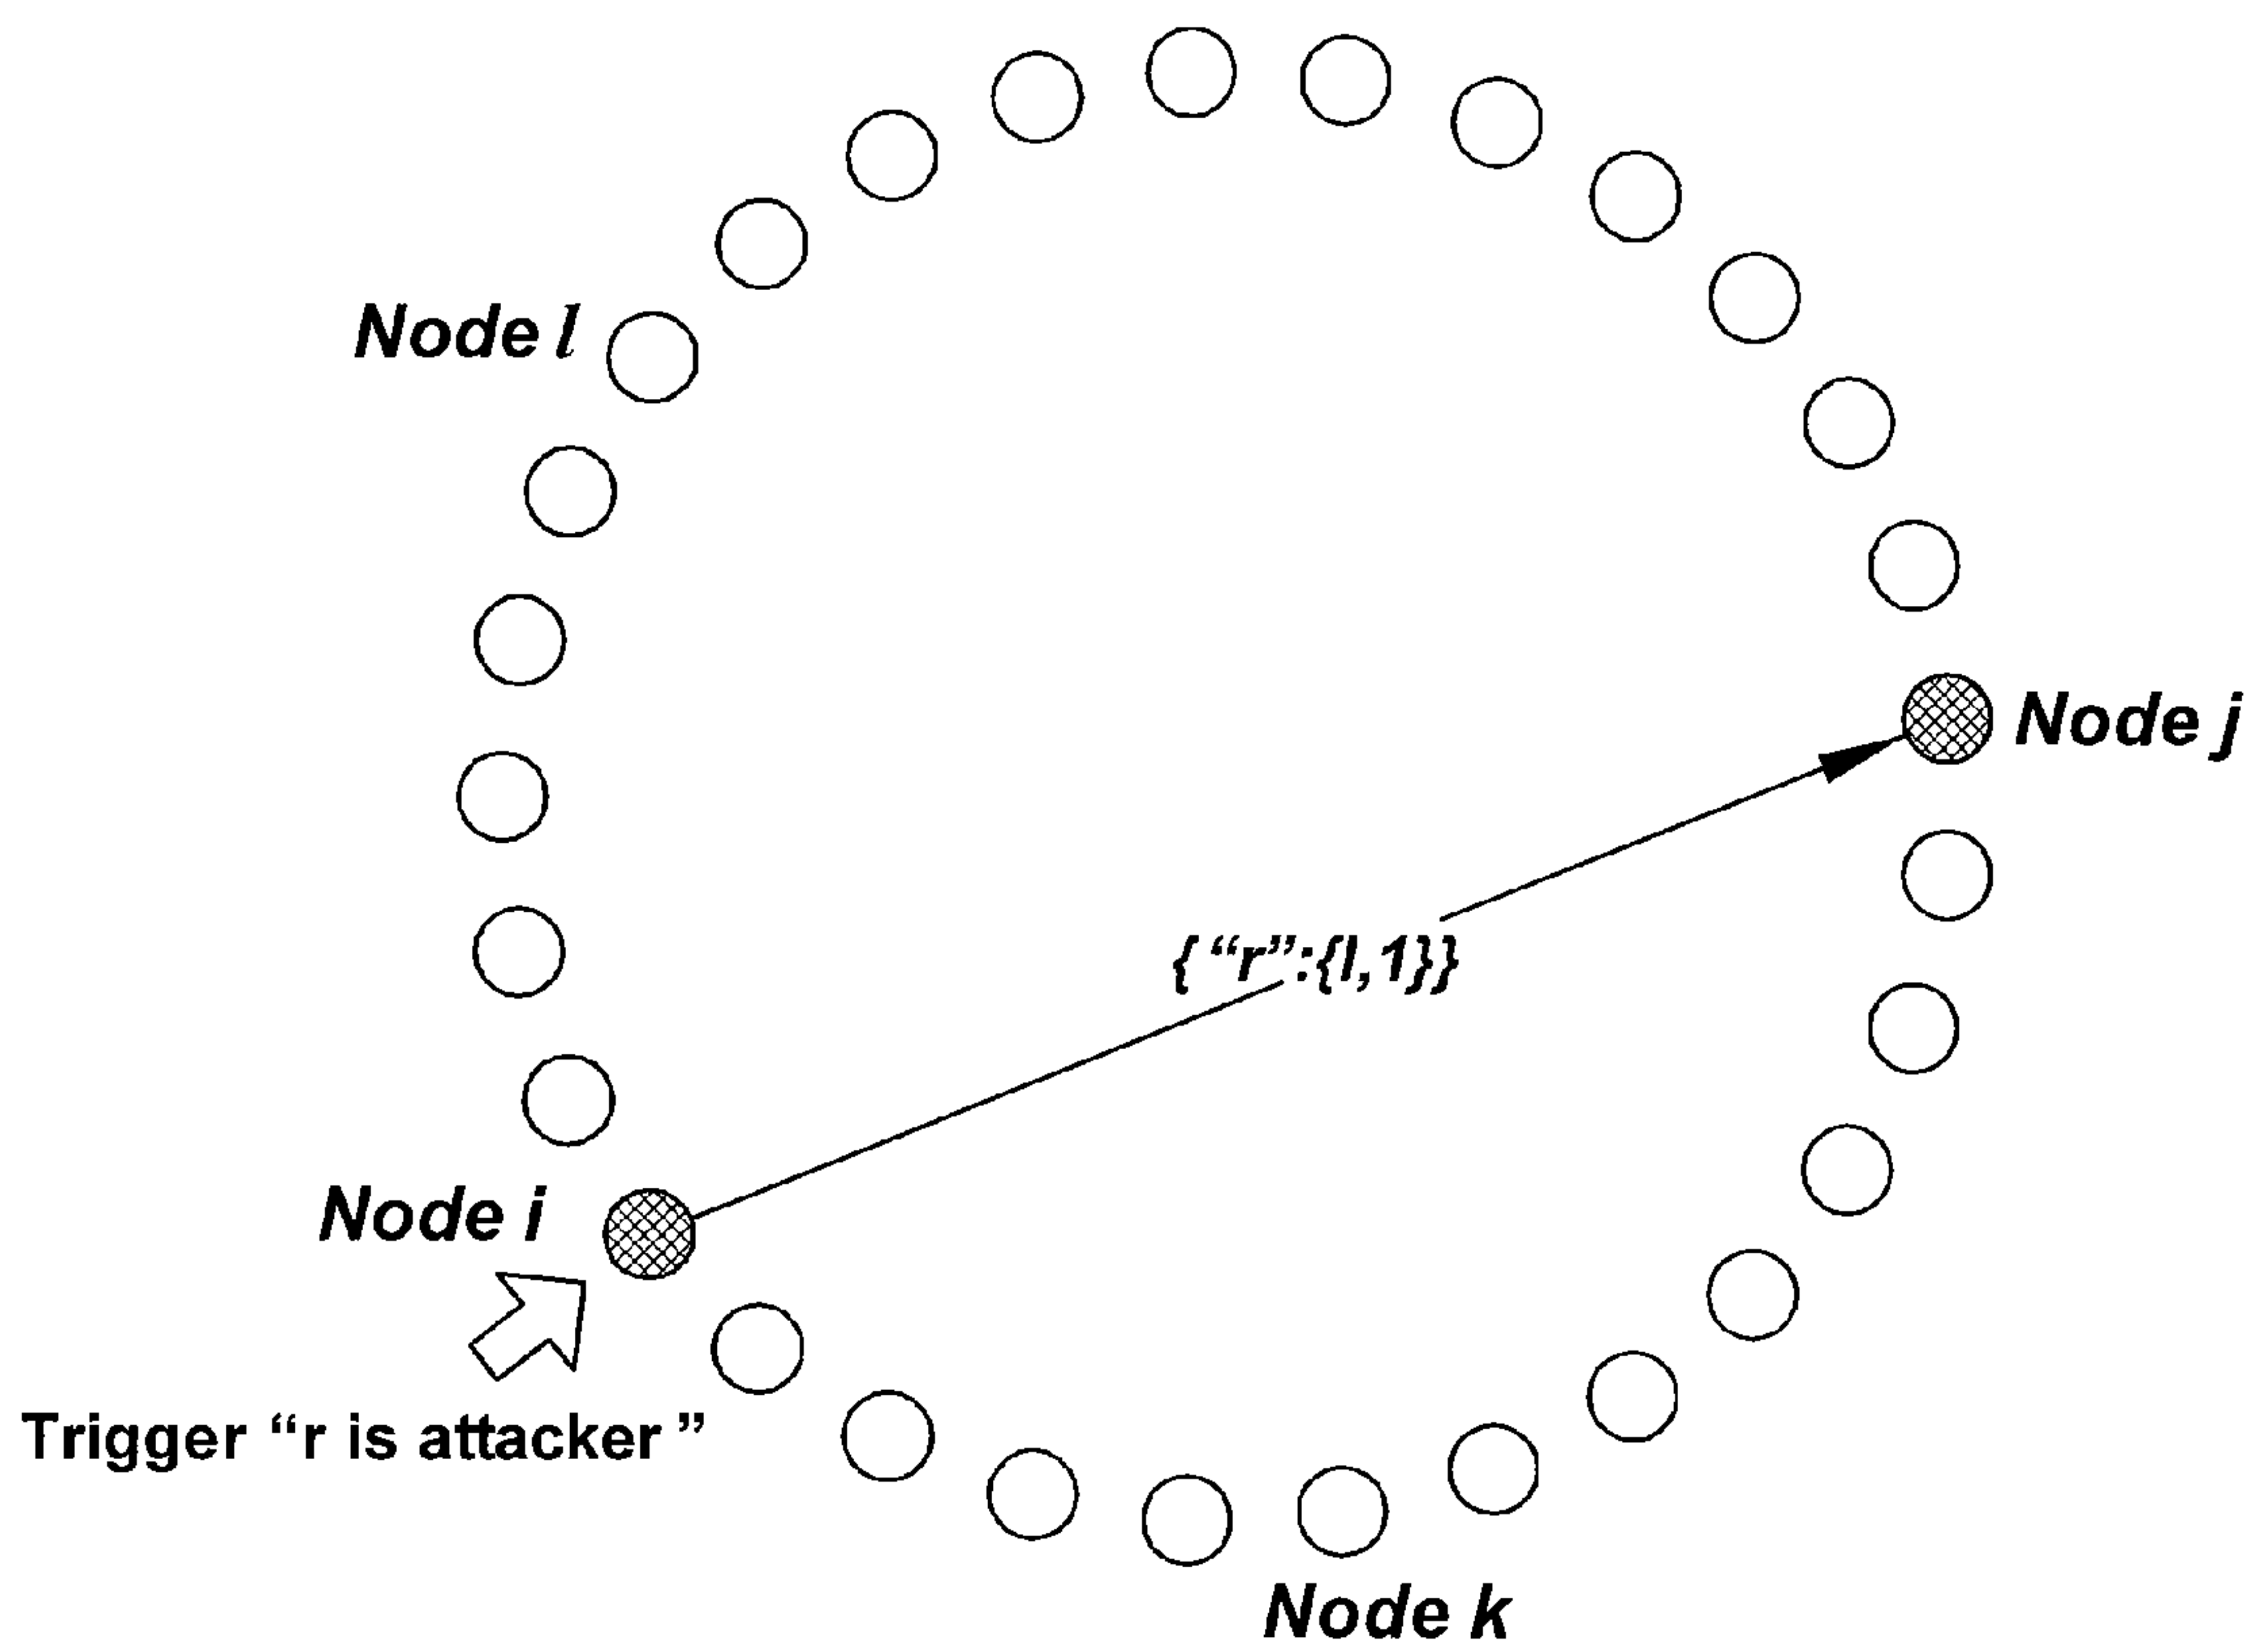 Node l
Node j
{“r”:{l,1}}
Node i
Trigger “r is attacker”
Node k